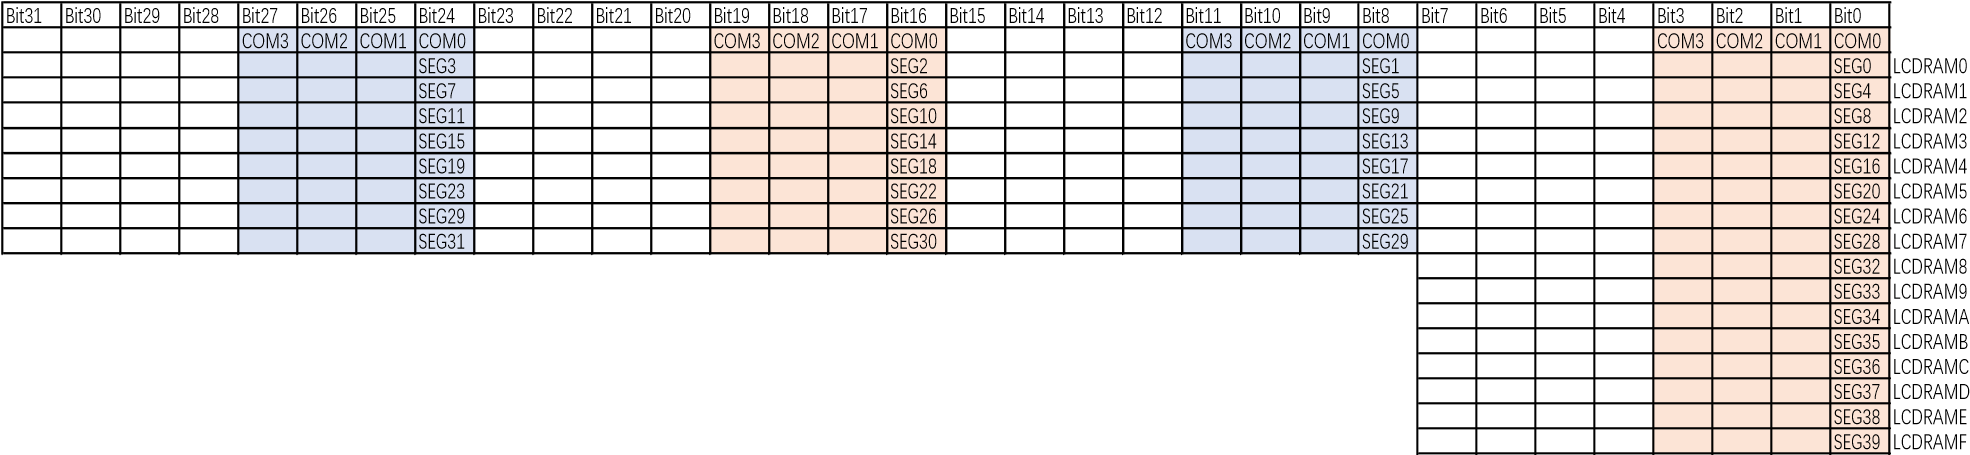 Bit31 Bit30 Bit29 Bit28 Bit27 Bit26 Bit25 Bit24 Bit23 Bit22 Bit21 Bit20 Bit19 Bit18 Bit17 Bit16 Bit15 Bit14 Bit13 Bit12 Bit11 Bit10 Bit9 Bit8 Bit7 Bit6 Bit5 Bit4 Bit3 Bit2 Bit1 Bit0
COM3 COM2 COM1 COM0 COM3 COM2 COM1 COM0 COM3 COM2 COM1 COM0 COM3 COM2 COM1 COM0
SEG3 SEG2 SEG1 SEG0 LCDRAM0
SEG7 SEG6 SEG5 SEG4 LCDRAM1
SEG11 SEG10 SEG9 SEG8 LCDRAM2
SEG15 SEG14 SEG13 SEG12 LCDRAM3
SEG19 SEG18 SEG17 SEG16 LCDRAM4
SEG23 SEG22 SEG21 SEG20 LCDRAM5
SEG29 SEG26 SEG25 SEG24 LCDRAM6
SEG31 SEG30 SEG29 SEG28 LCDRAM7
SEG32 LCDRAM8
SEG33 LCDRAM9
SEG34 LCDRAMA
SEG35 LCDRAMB
SEG36 LCDRAMC
SEG37 LCDRAMD
SEG38 LCDRAME
SEG39 LCDRAMF